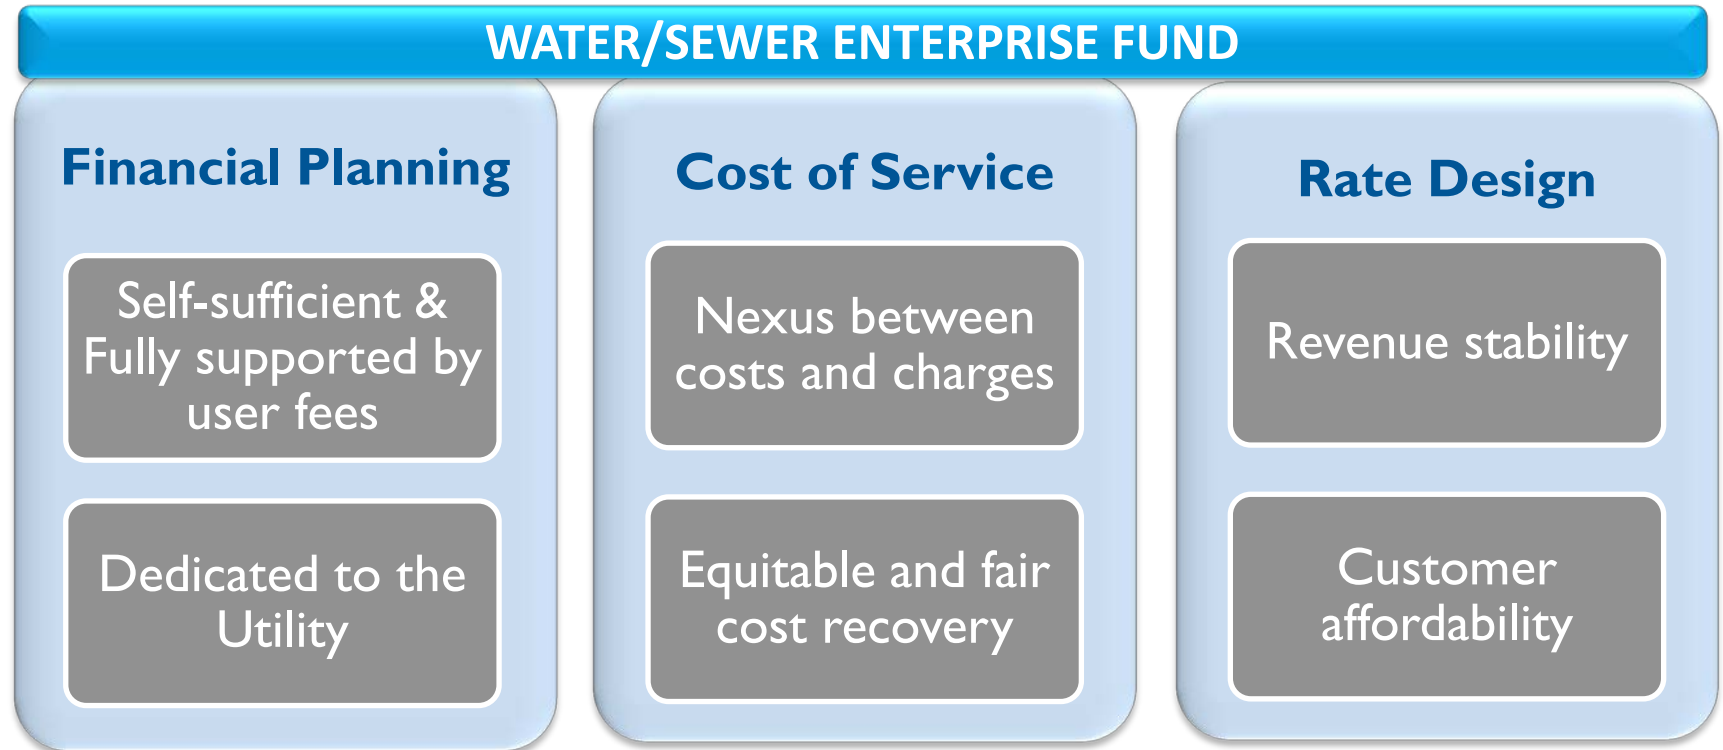 WATER/SEWER ENTERPRISE FUND
Financial Planning
Self-sufficient &
Fully supported by
user fees
Dedicated to the
Utility
Cost of Service
Nexus between
costs and charges
Equitable and fair
cost recovery
Rate Design
Revenue stability
Customer
affordability